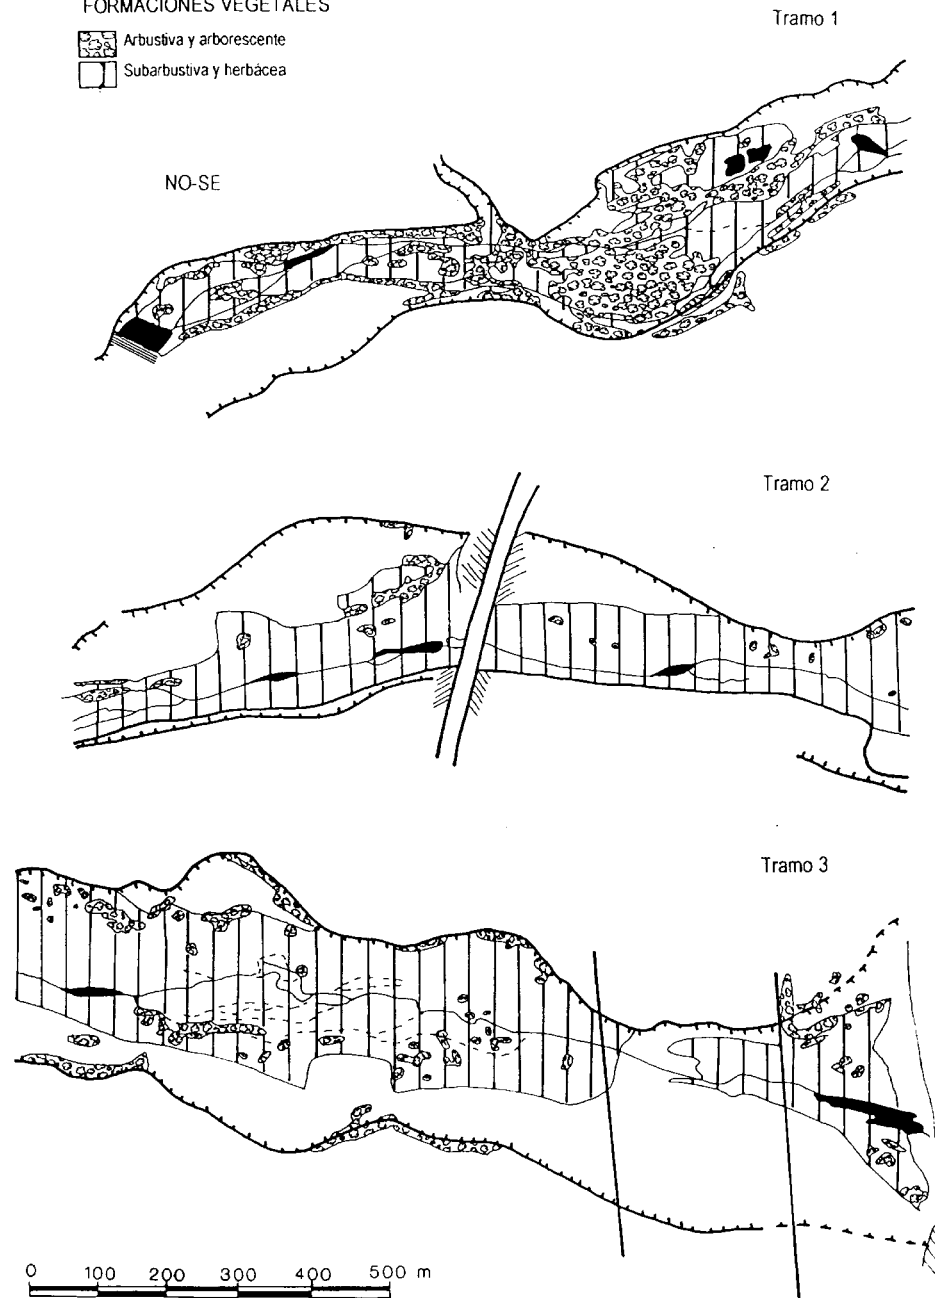 FORMACIONES VEGETALES
Arbustiva y arborescente
Subarbustiva y herbácea
Tramo 1
NO-SE
Tramo 2
Tramo 3
0 100 200 300 400 500 m